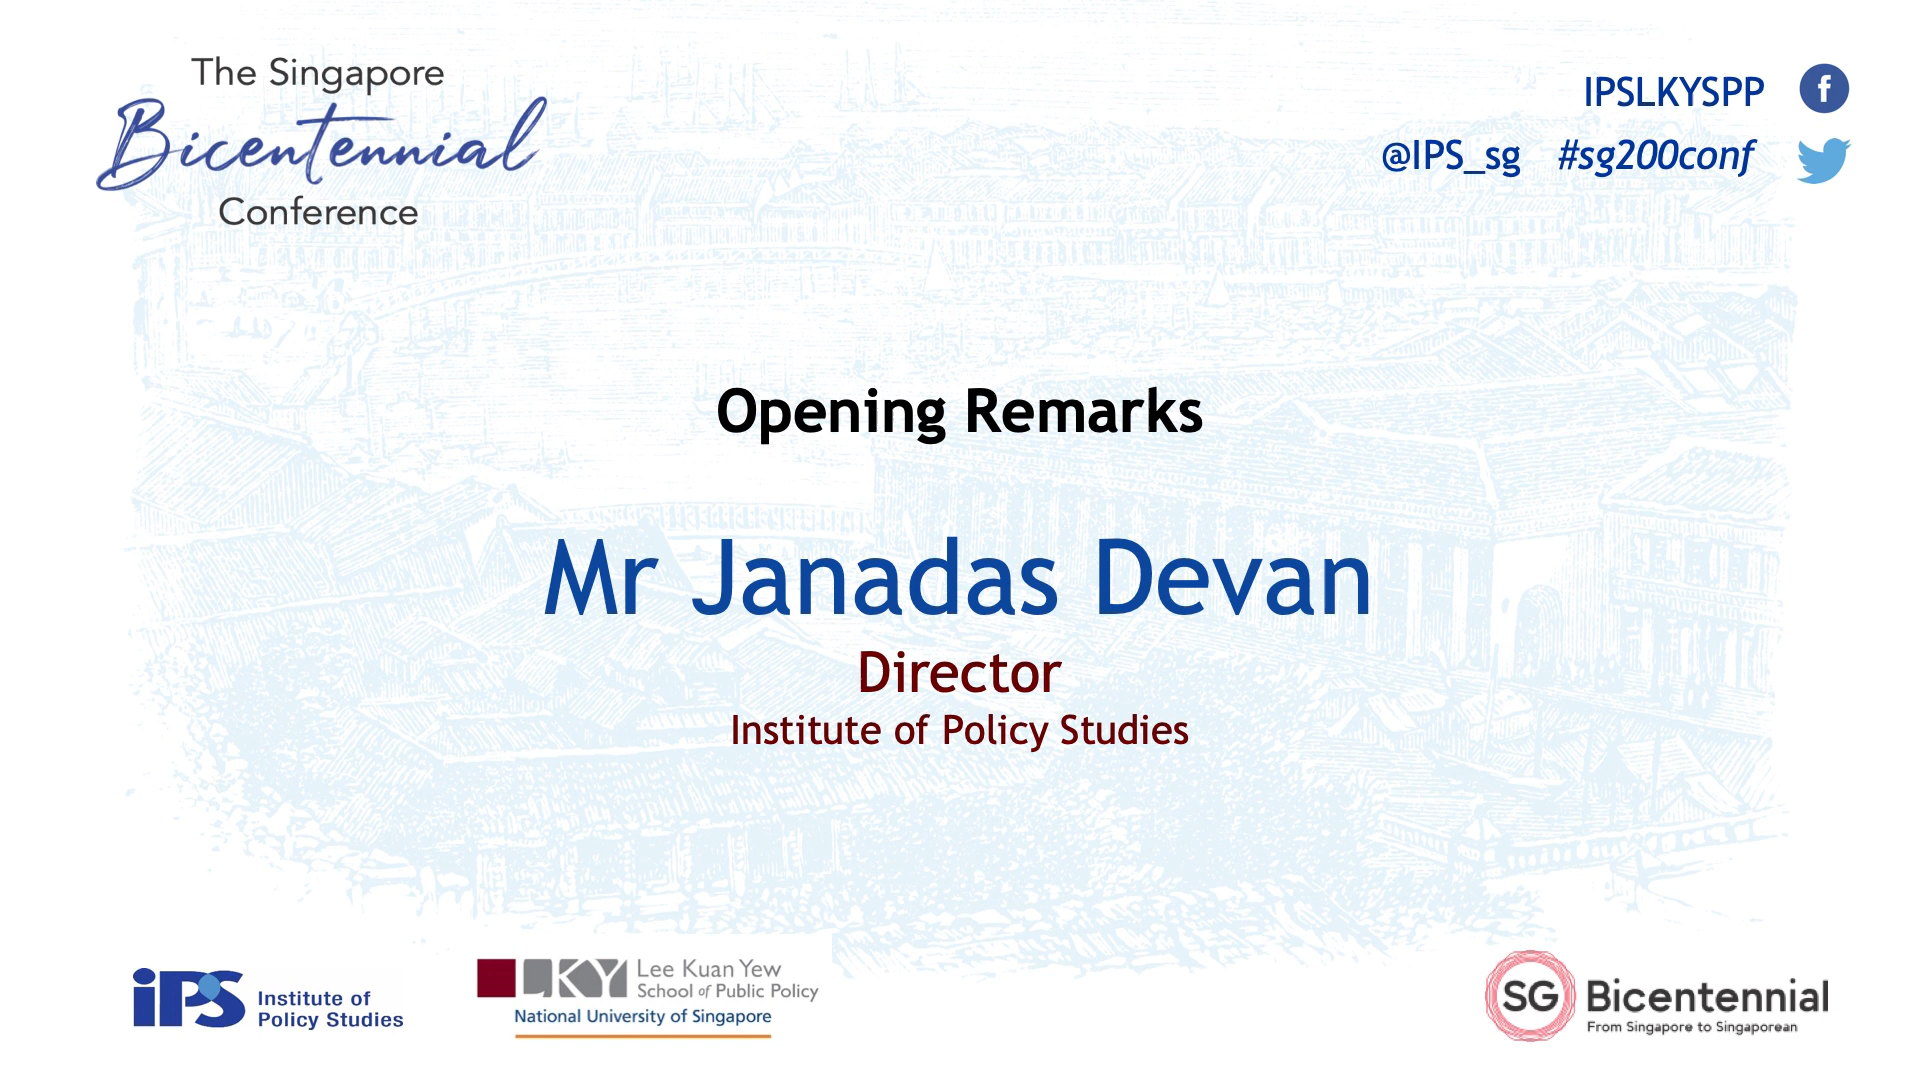 The Singapore
Bicentennial
Conference
IPSLKYSPP
@IPS_sg #sg200conf
Opening Remarks
Mr Janadas Devan
Director
Institute of Policy Studies
iPS Institute of
Policy Studies
LKY Lee Kuan Yew
School of Public Policy
National University of Singapore
SG Bicentennial
From Singapore to Singaporean